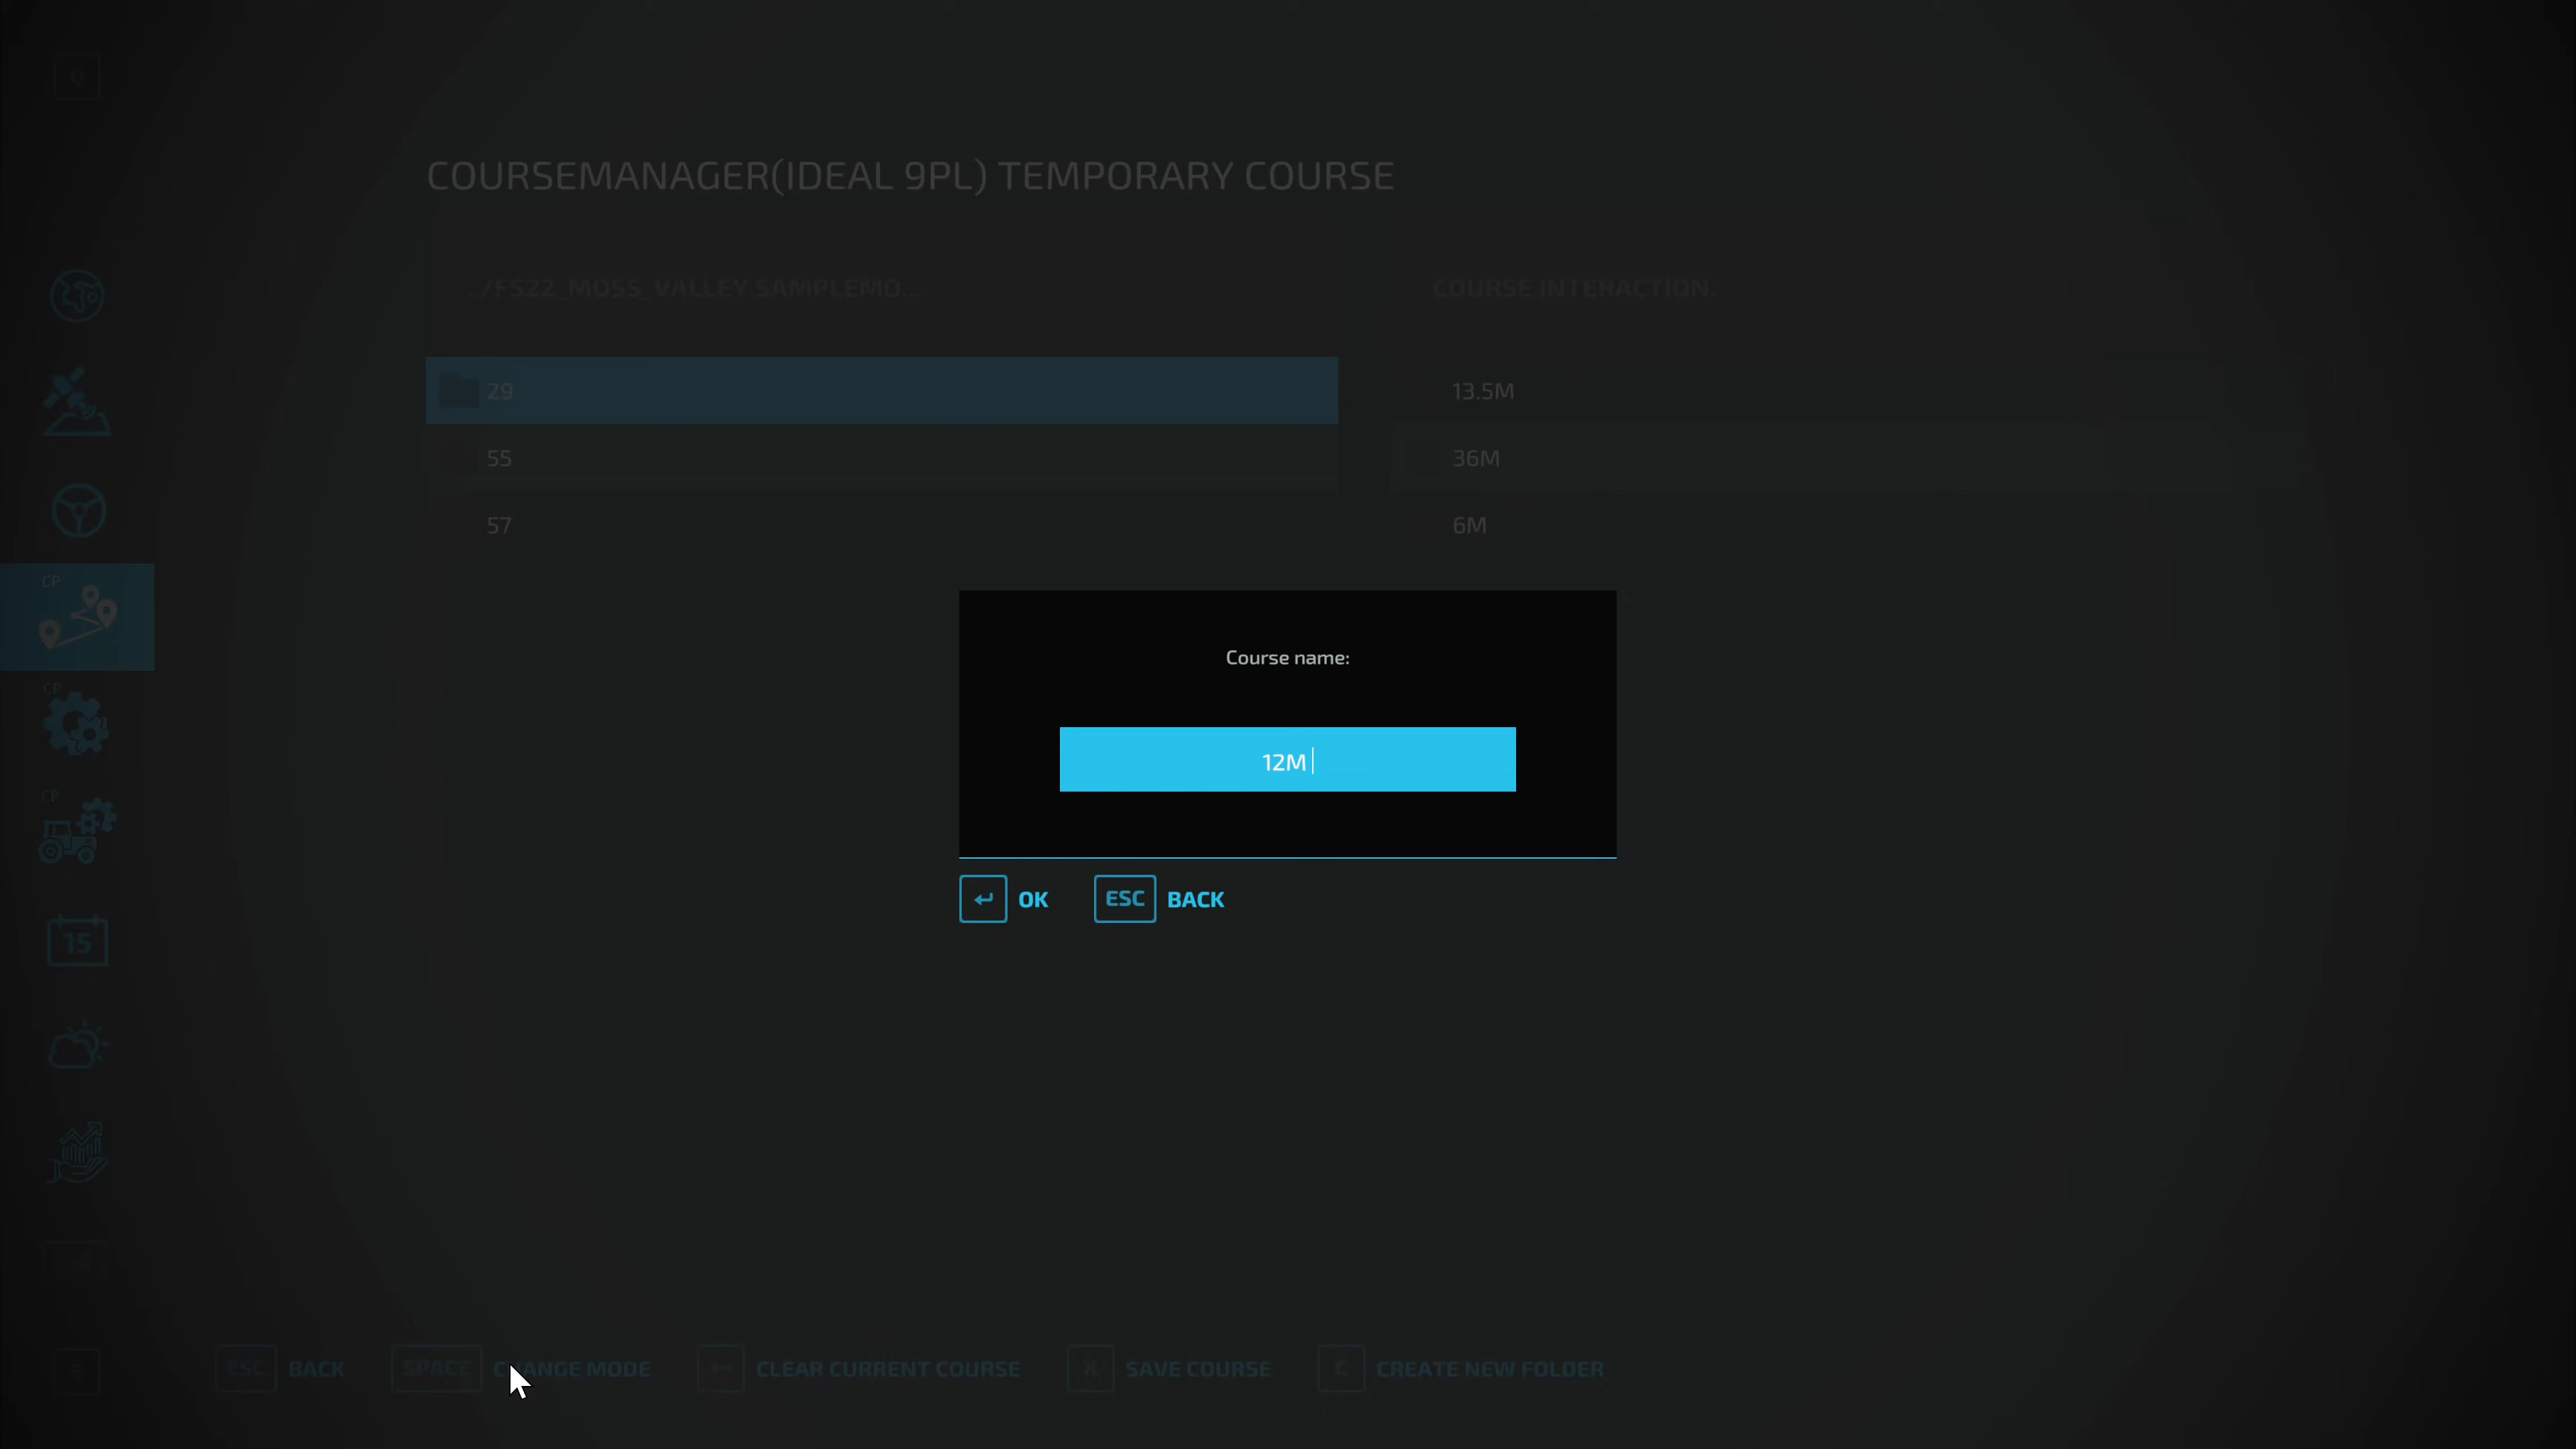 COURSEMANAGER(IDEAL 9PL) TEMPORARY COURSE
../FS22_MOSS_VALLEY SAMPLEMO...
COURSE INTERACTION.
29
55
57
13.5M
36M
6M
CP
CP
CP
15
Course name:
12M
OK
ESC BACK
ESC BACK
SPACE CHANGE MODE
CLEAR CURRENT COURSE
X SAVE COURSE
C CREATE NEW FOLDER